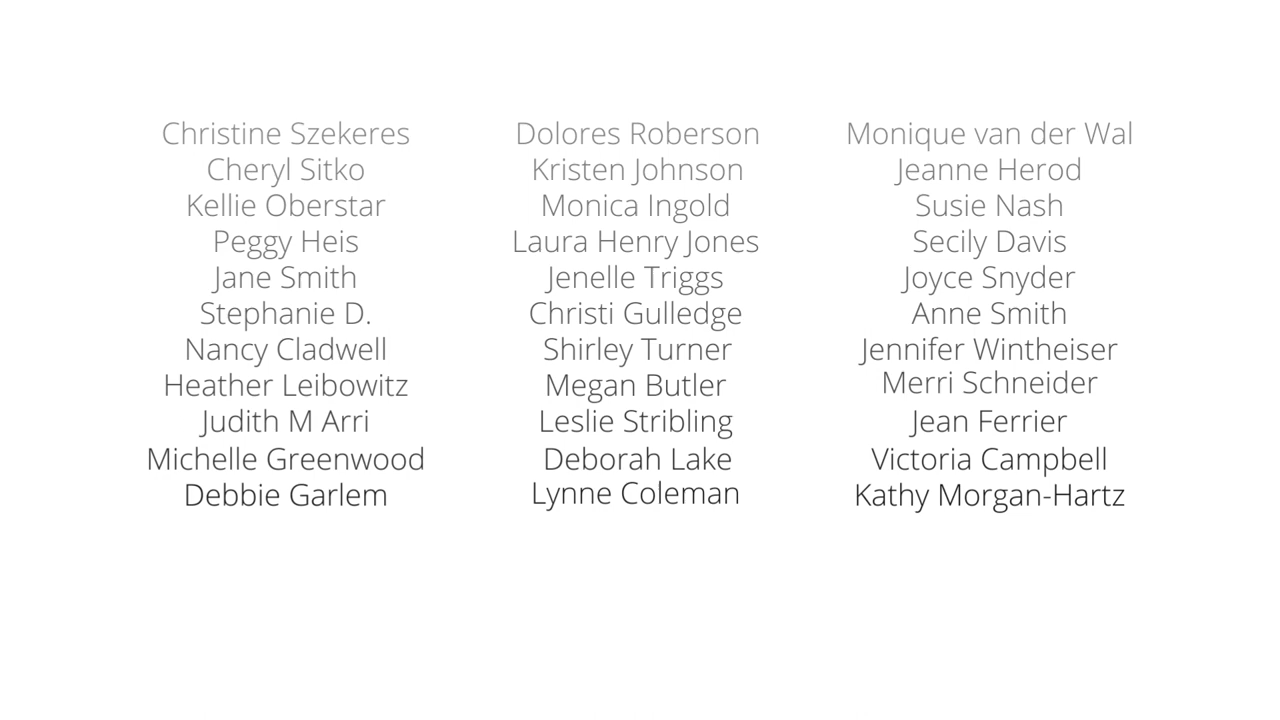 Christine Szekeres
Cheryl Sitko
Kellie Oberstar
Peggy Heis
Jane Smith
Stephanie D.
Nancy Cladwell
Heather Leibowitz
Judith M Arri
Michelle Greenwood
Debbie Garlem
Dolores Roberson
Kristen Johnson
Monica Ingold
Laura Henry Jones
Jenelle Triggs
Christi Gulledge
Shirley Turner
Megan Butler
Leslie Stribling
Deborah Lake
Lynne Coleman
Monique van der Wal
Jeanne Herod
Susie Nash
Secily Davis
Joyce Snyder
Anne Smith
Jennifer Wintheiser
Merri Schneider
Jean Ferrier
Victoria Campbell
Kathy Morgan-Hartz